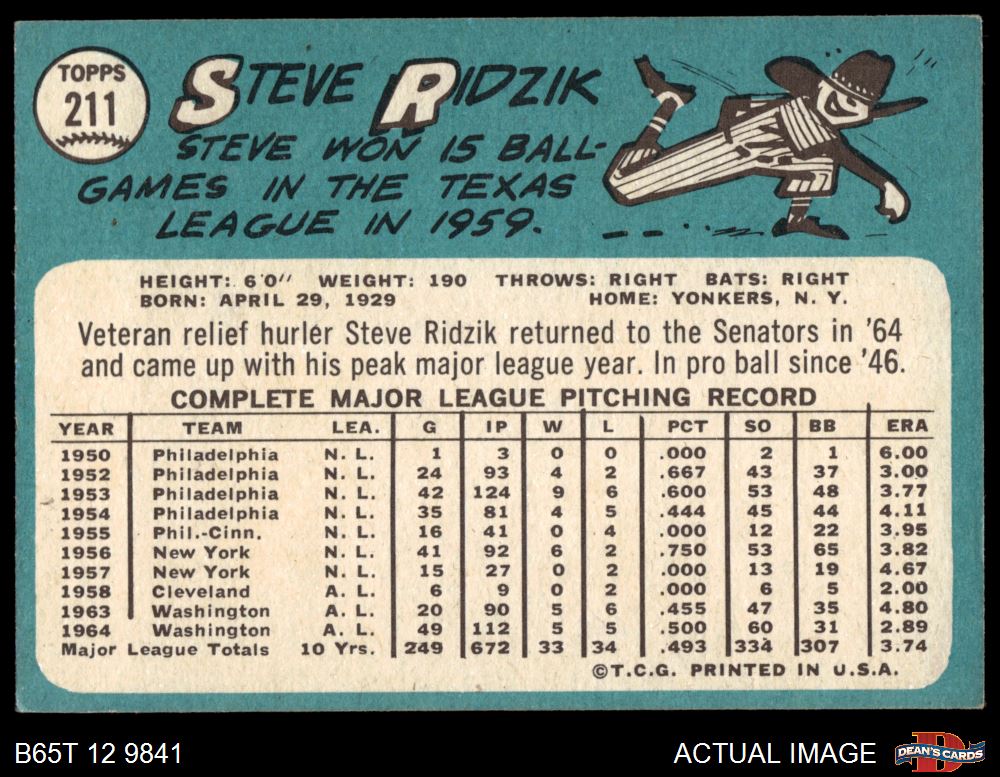 TOPPS
211
STEVE RIDZIK
STEVE WON 15 BALL-
GAMES IN THE TEXAS
LEAGUE IN 1959.
HEIGHT: 6'0" WEIGHT: 190 THROWS: RIGHT BATS: RIGHT
BORN: APRIL 29, 1929 HOME: YONKERS, N. Y.
Veteran relief hurler Steve Ridzik returned to the Senators in '64
and came up with his peak major league year. In pro ball since '46.
COMPLETE MAJOR LEAGUE PITCHING RECORD
YEAR TEAM LEA. G IP W L PCT SO BB ERA
1950 Philadelphia N. L. 1 3 0 0 .000 2 1 6.00
1952 Philadelphia N. L. 24 93 4 2 .667 43 37 3.00
1953 Philadelphia N. L. 42 124 9 6 .600 53 48 3.77
1954 Philadelphia N. L. 35 81 4 5 .444 45 44 4.11
1955 Phil.-Cinn. N. L. 16 41 0 4 .000 12 22 3.95
1956 New York N. L. 41 92 6 2 .750 53 65 3.82
1957 New York N. L. 15 27 0 2 .000 13 19 4.67
1958 Cleveland A. L. 6 9 0 2 .000 6 5 2.00
1963 Washington A. L. 20 90 5 6 .455 47 35 4.80
1964 Washington A. L. 49 112 5 5 .500 60 31 2.89
Major League Totals 10 Yrs. 249 672 33 34 .493 334 307 3.74
©T.C.G. PRINTED IN U.S.A.
B65T 12 9841 ACTUAL IMAGE DEAN'S CARDS